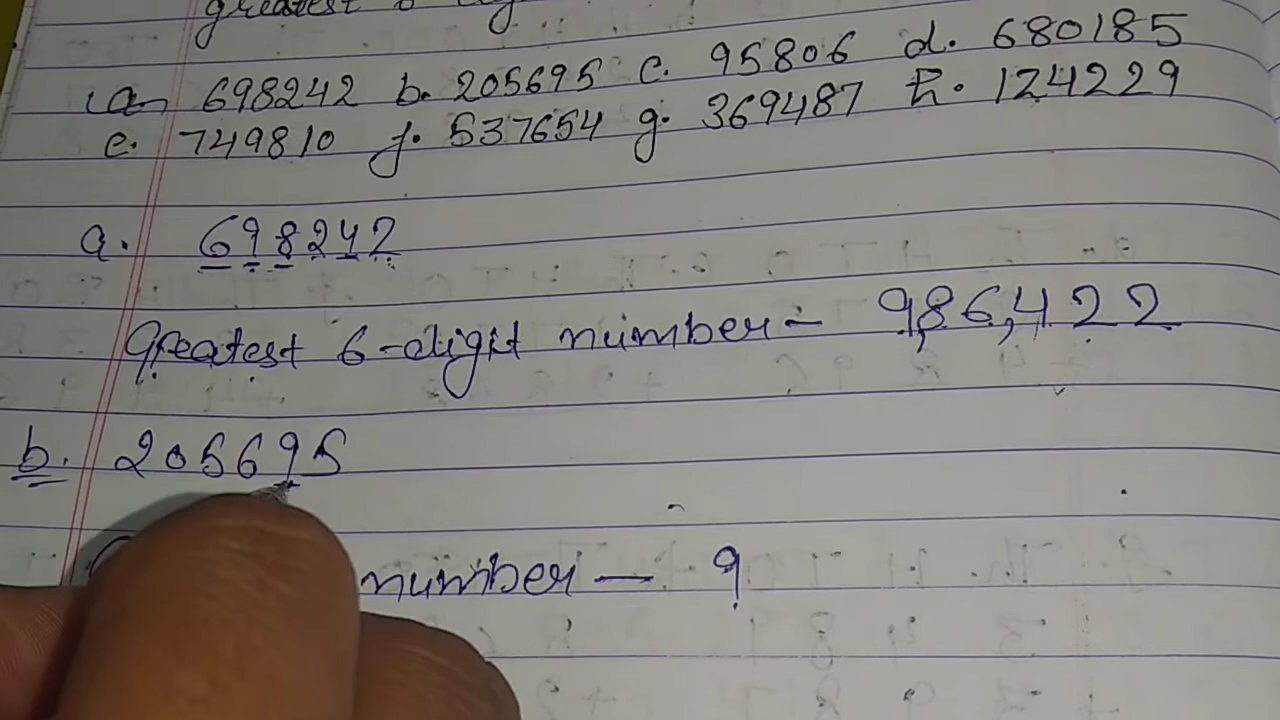 greatest 6
a. 698242 b. 205695 c. 95806 d. 680185
e. 749810 f. 537654 g. 369487 h. 124229
a. 698242
Greatest 6-digit number - 986,422
b. 205695
number - 9